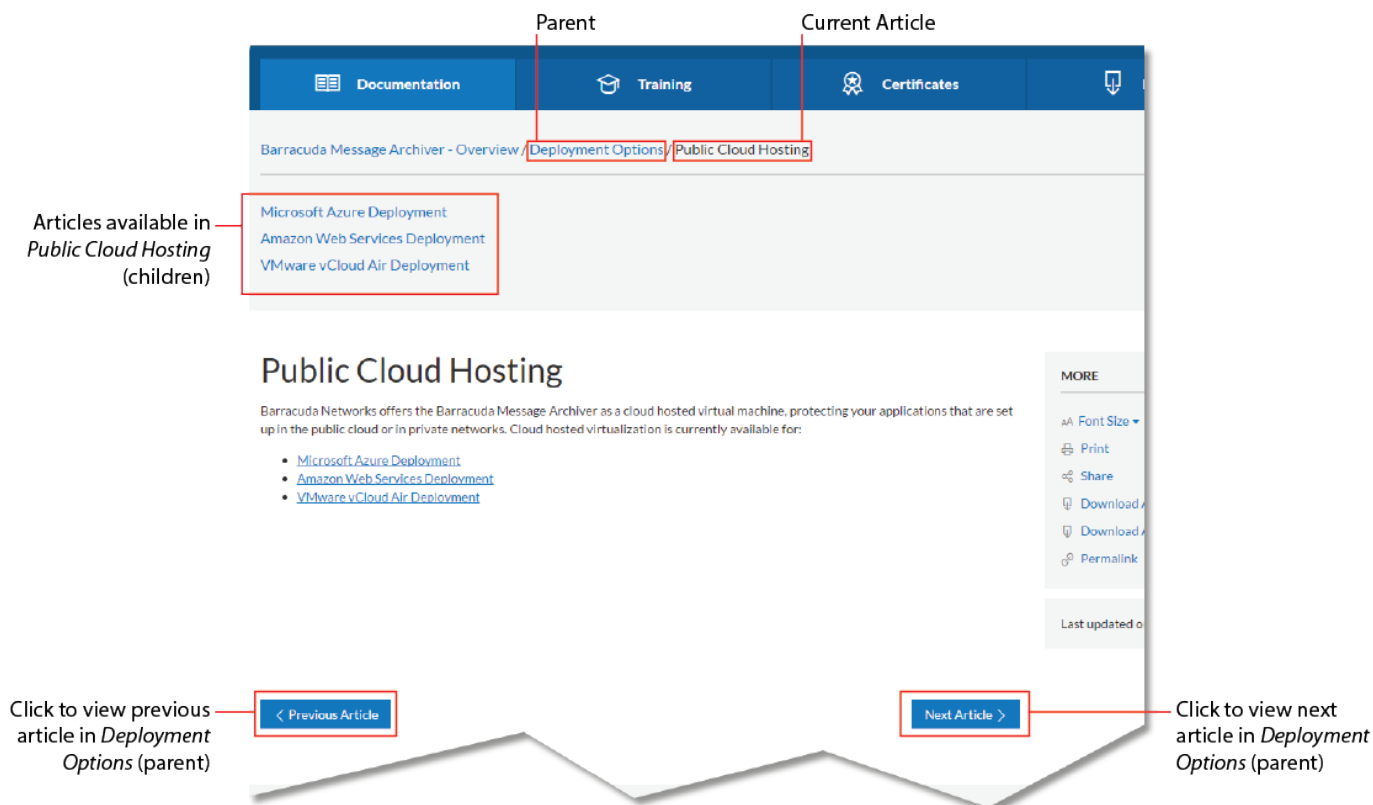 Parent
Current Article
Documentation
Training
Certificates
Barracuda Message Archiver - Overview / Deployment Options / Public Cloud Hosting
Articles available in
Public Cloud Hosting
(children)
Microsoft Azure Deployment
Amazon Web Services Deployment
VMware vCloud Air Deployment
Public Cloud Hosting
Barracuda Networks offers the Barracuda Message Archiver as a cloud hosted virtual machine, protecting your applications that are set
up in the public cloud or in private networks. Cloud hosted virtualization is currently available for:
• Microsoft Azure Deployment
• Amazon Web Services Deployment
• VMware vCloud Air Deployment
MORE
AA Font Size
Print
Share
Download
Download
Permalink
Last updated
Click to view previous
article in Deployment
Options (parent)
< Previous Article
Next Article >
Click to view next
article in Deployment
Options (parent)